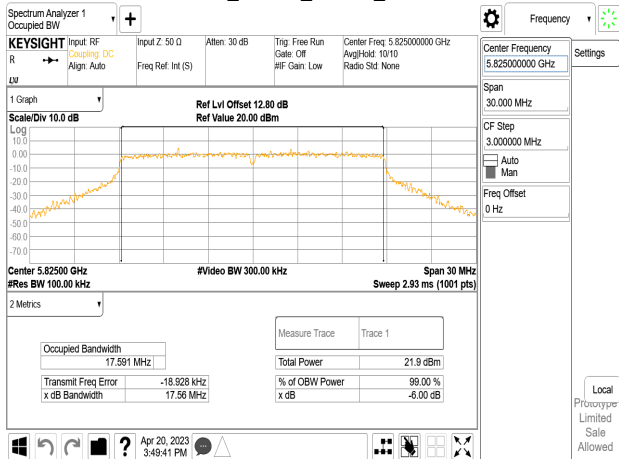 Spectrum Analyzer 1
Occupied BW
Frequency
KEYSIGHT
R
LXI
Input: RF
Coupling: DC
Align: Auto
Input Z: 50 Ω
Freq Ref: Int (S)
Atten: 30 dB
Trig: Free Run
Gate: Off
#IF Gain: Low
Center Freq: 5.825000000 GHz
Avg|Hold: 10/10
Radio Std: None
Center Frequency
5.825000000 GHz
Settings
Span
30.000 MHz
CF Step
3.000000 MHz
Auto
Man
Freq Offset
0 Hz
1 Graph
Scale/Div 10.0 dB
Ref Lvl Offset 12.80 dB
Ref Value 20.00 dBm
Log
10.0
0.00
-10.0
-20.0
-30.0
-40.0
-50.0
-60.0
-70.0
Center 5.82500 GHz
#Res BW 100.00 kHz
#Video BW 300.00 kHz
Span 30 MHz
Sweep 2.93 ms (1001 pts)
2 Metrics
Measure Trace Trace 1
Occupied Bandwidth
17.591 MHz
Total Power 21.9 dBm
Transmit Freq Error -18.928 kHz
% of OBW Power 99.00 %
x dB Bandwidth 17.56 MHz
x dB -6.00 dB
Local
Prototype
Limited
Sale
Allowed
?
Apr 20, 2023
3:49:41 PM